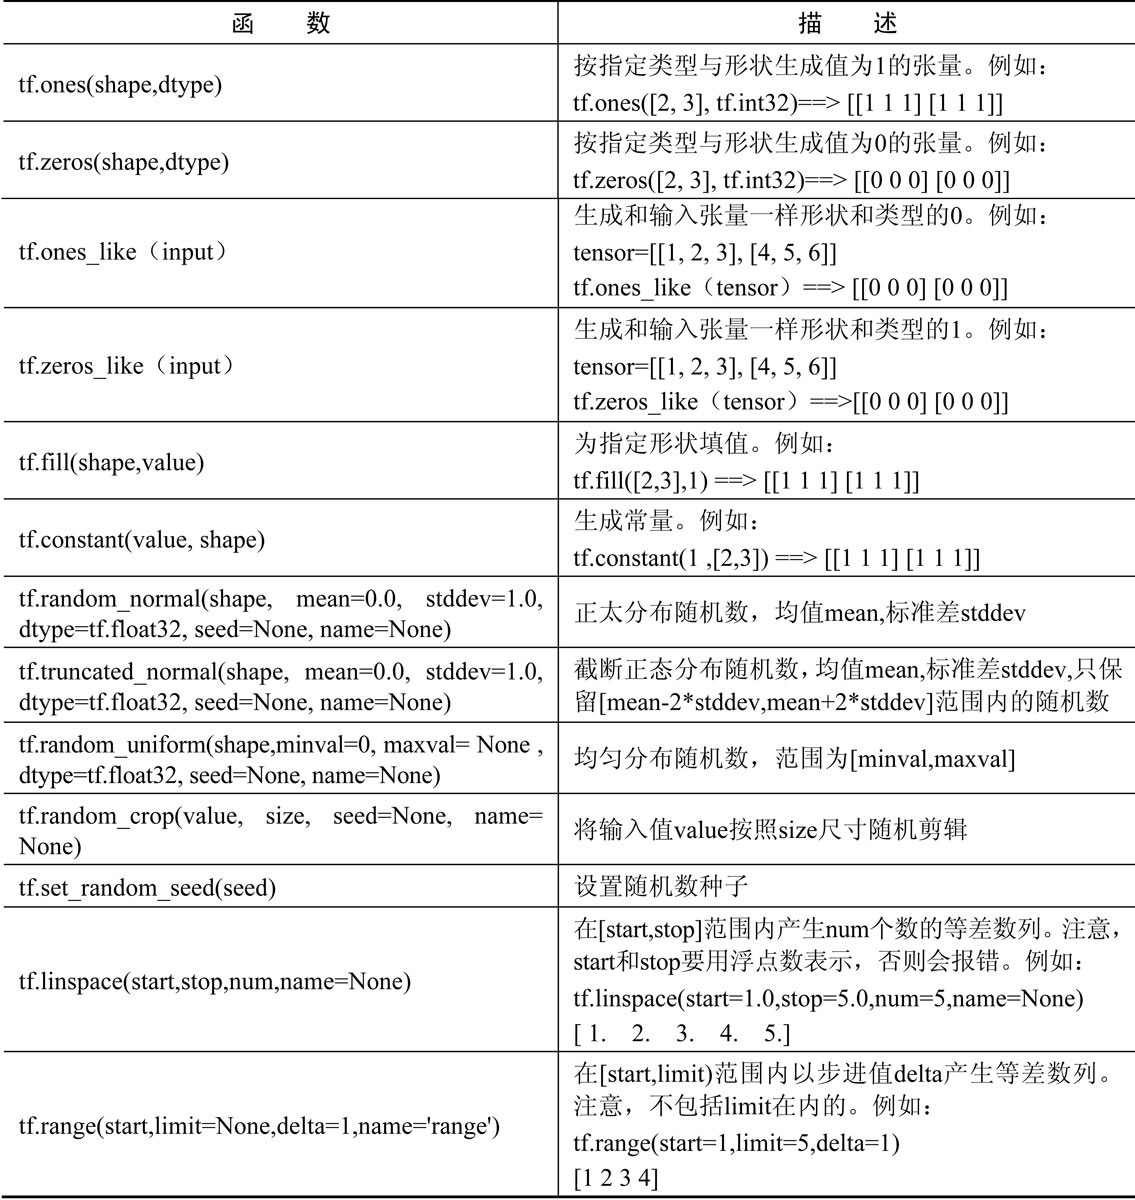 函 数
描 述
tf.ones(shape,dtype)
按指定类型与形状生成值为1的张量。例如：
tf.ones([2, 3], tf.int32)==> [[1 1 1] [1 1 1]]
tf.zeros(shape,dtype)
按指定类型与形状生成值为0的张量。例如：
tf.zeros([2, 3], tf.int32)==> [[0 0 0] [0 0 0]]
tf.ones_like（input）
生成和输入张量一样形状和类型的0。例如：
tensor=[[1, 2, 3], [4, 5, 6]]
tf.ones_like（tensor）==> [[0 0 0] [0 0 0]]
tf.zeros_like（input）
生成和输入张量一样形状和类型的1。例如：
tensor=[[1, 2, 3], [4, 5, 6]]
tf.zeros_like（tensor）==>[[0 0 0] [0 0 0]]
tf.fill(shape,value)
为指定形状填值。例如：
tf.fill([2,3],1) ==> [[1 1 1] [1 1 1]]
tf.constant(value, shape)
生成常量。例如：
tf.constant(1 ,[2,3]) ==> [[1 1 1] [1 1 1]]
tf.random_normal(shape, mean=0.0, stddev=1.0,
dtype=tf.float32, seed=None, name=None)
正太分布随机数，均值mean,标准差stddev
tf.truncated_normal(shape, mean=0.0, stddev=1.0,
dtype=tf.float32, seed=None, name=None)
截断正态分布随机数，均值mean,标准差stddev,只保
留[mean-2*stddev,mean+2*stddev]范围内的随机数
tf.random_uniform(shape,minval=0, maxval= None ,
dtype=tf.float32, seed=None, name=None)
均匀分布随机数，范围为[minval,maxval]
tf.random_crop(value, size, seed=None, name=
None)
将输入值value按照size尺寸随机剪辑
tf.set_random_seed(seed)
设置随机数种子
tf.linspace(start,stop,num,name=None)
在[start,stop]范围内产生num个数的等差数列。注意，
start和stop要用浮点数表示，否则会报错。例如：
tf.linspace(start=1.0,stop=5.0,num=5,name=None)
[ 1. 2. 3. 4. 5.]
tf.range(start,limit=None,delta=1,name='range')
在[start,limit)范围内以步进值delta产生等差数列。
注意，不包括limit在内的。例如：
tf.range(start=1,limit=5,delta=1)
[1 2 3 4]